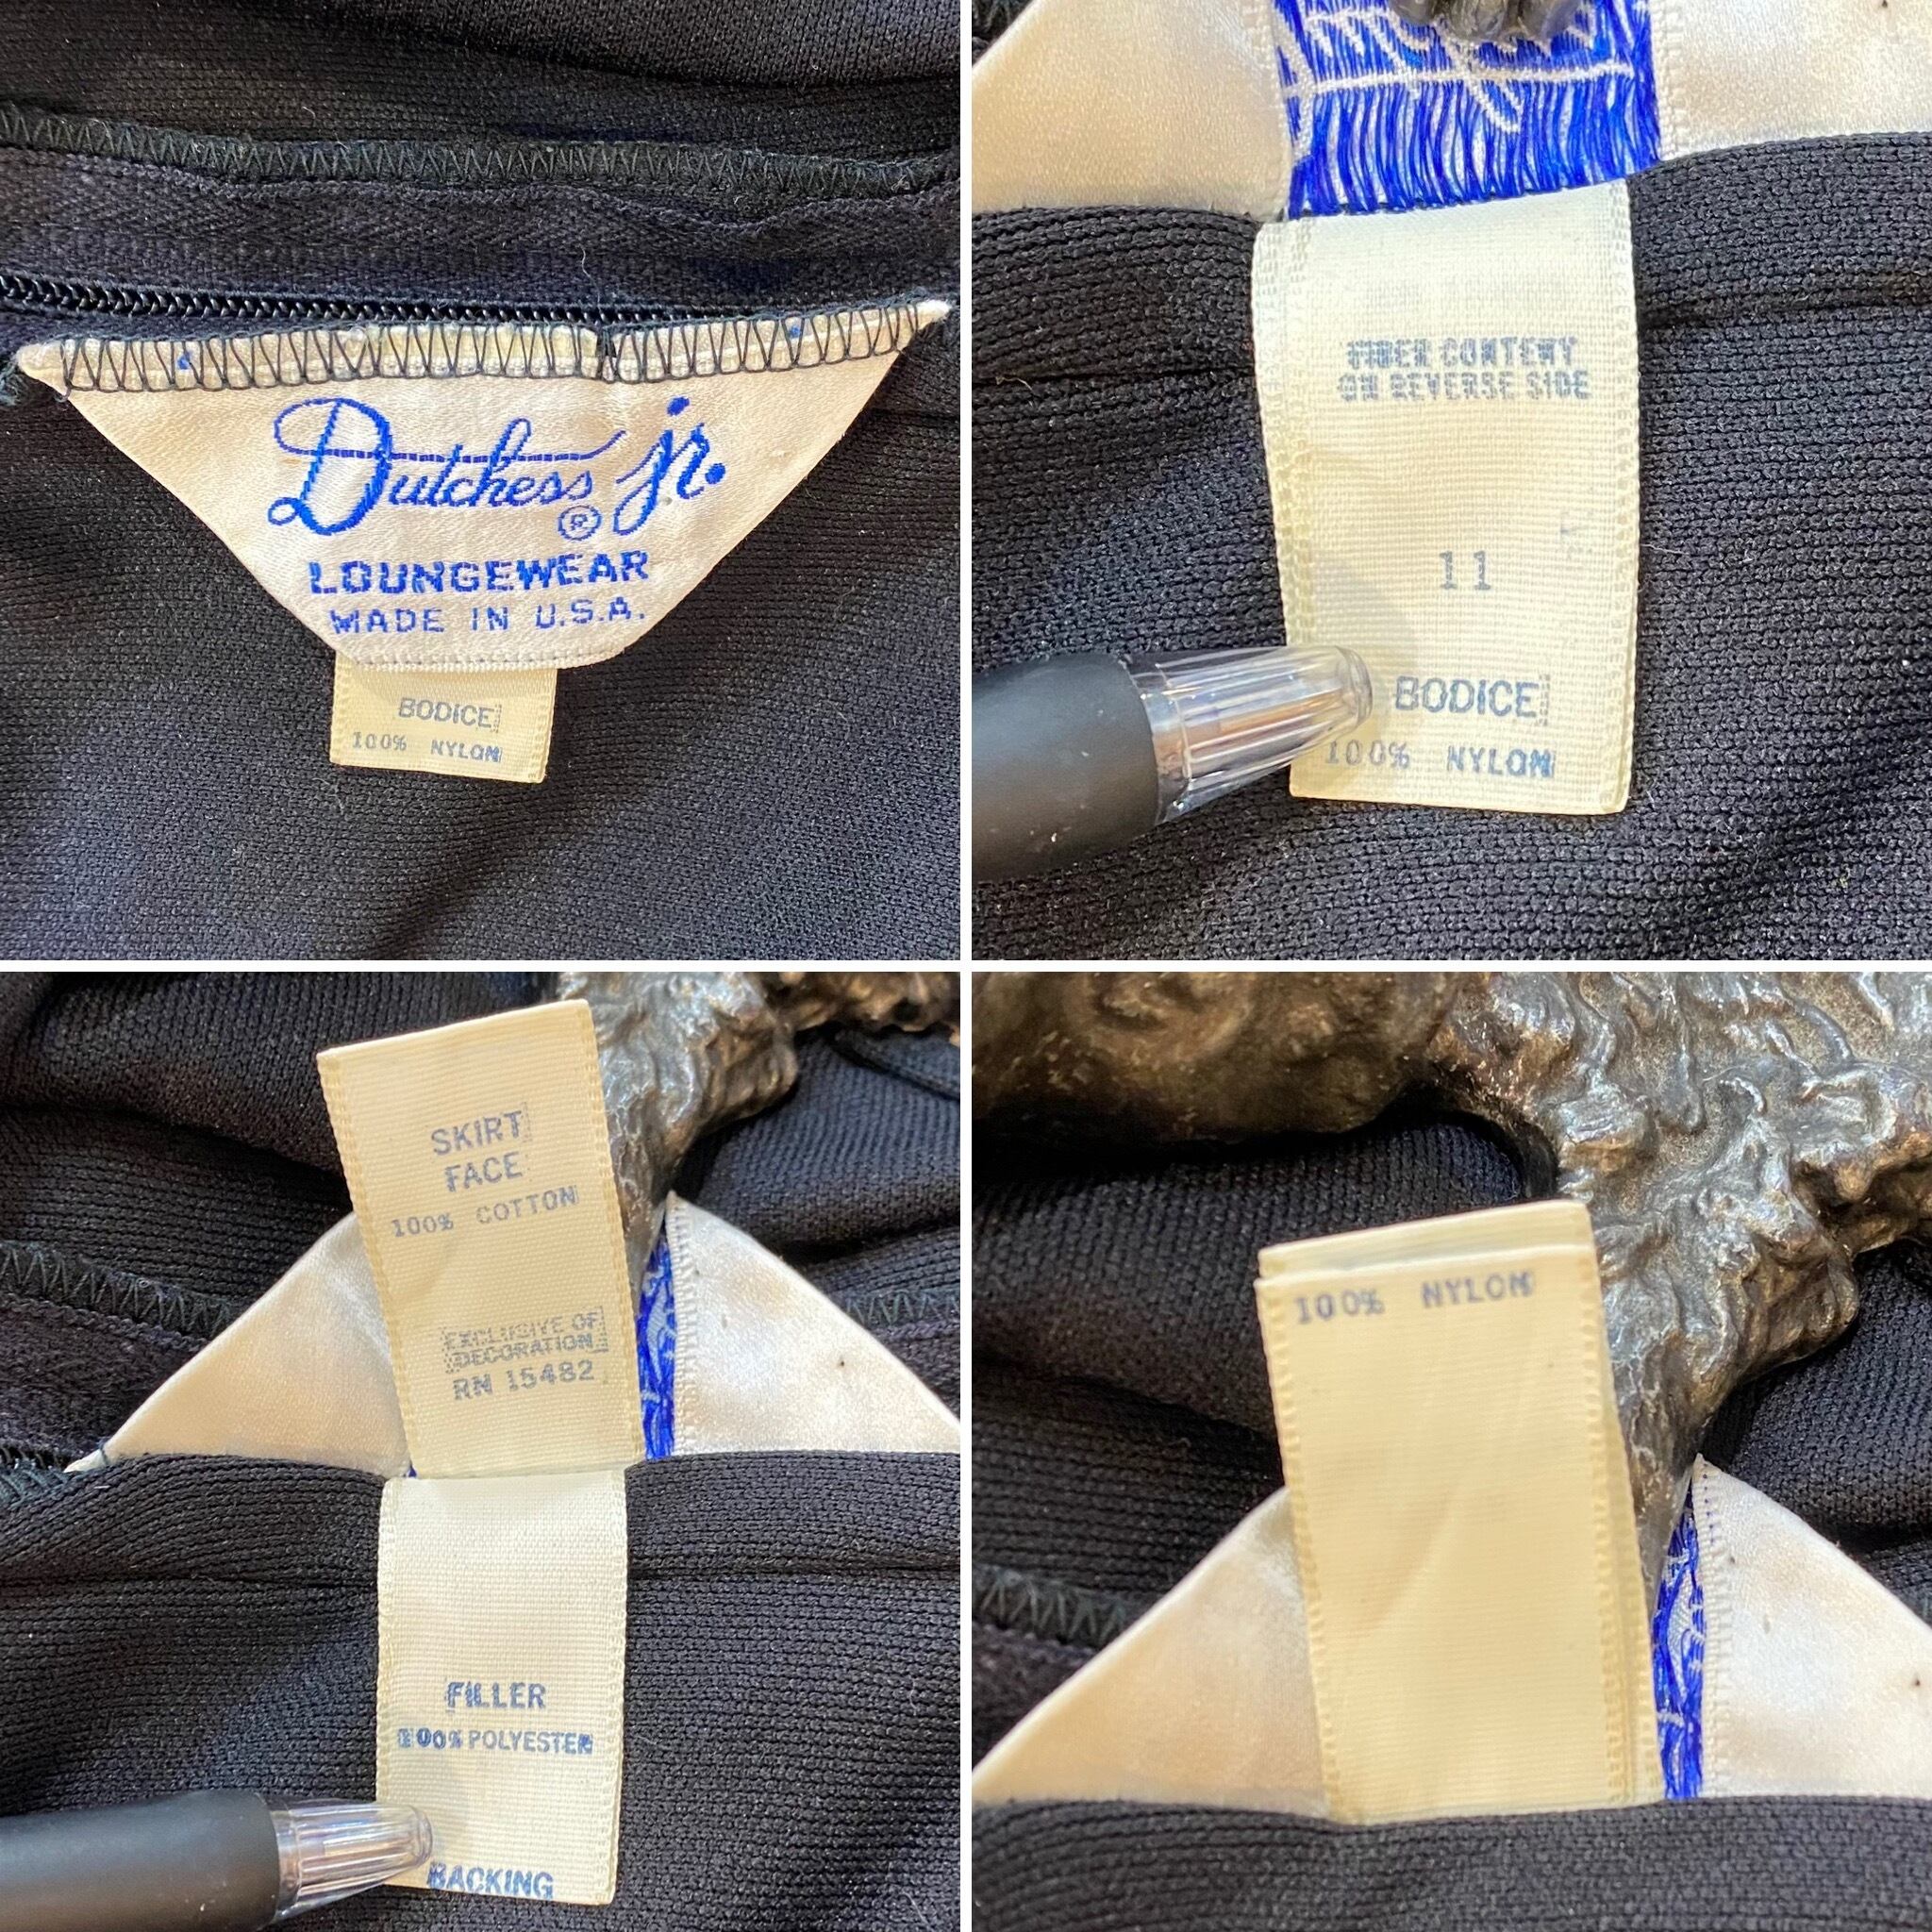 Dutchess jr.
®
LOUNGEWEAR
MADE IN U.S.A.
BODICE
100% NYLON
FIBER CONTENT
ON REVERSE SIDE
11
BODICE
100% NYLON
SKIRT
FACE
100% COTTON
EXCLUSIVE OF
DECORATION
RN 15482
FILLER
100% POLYESTER
BACKING
100% NYLON